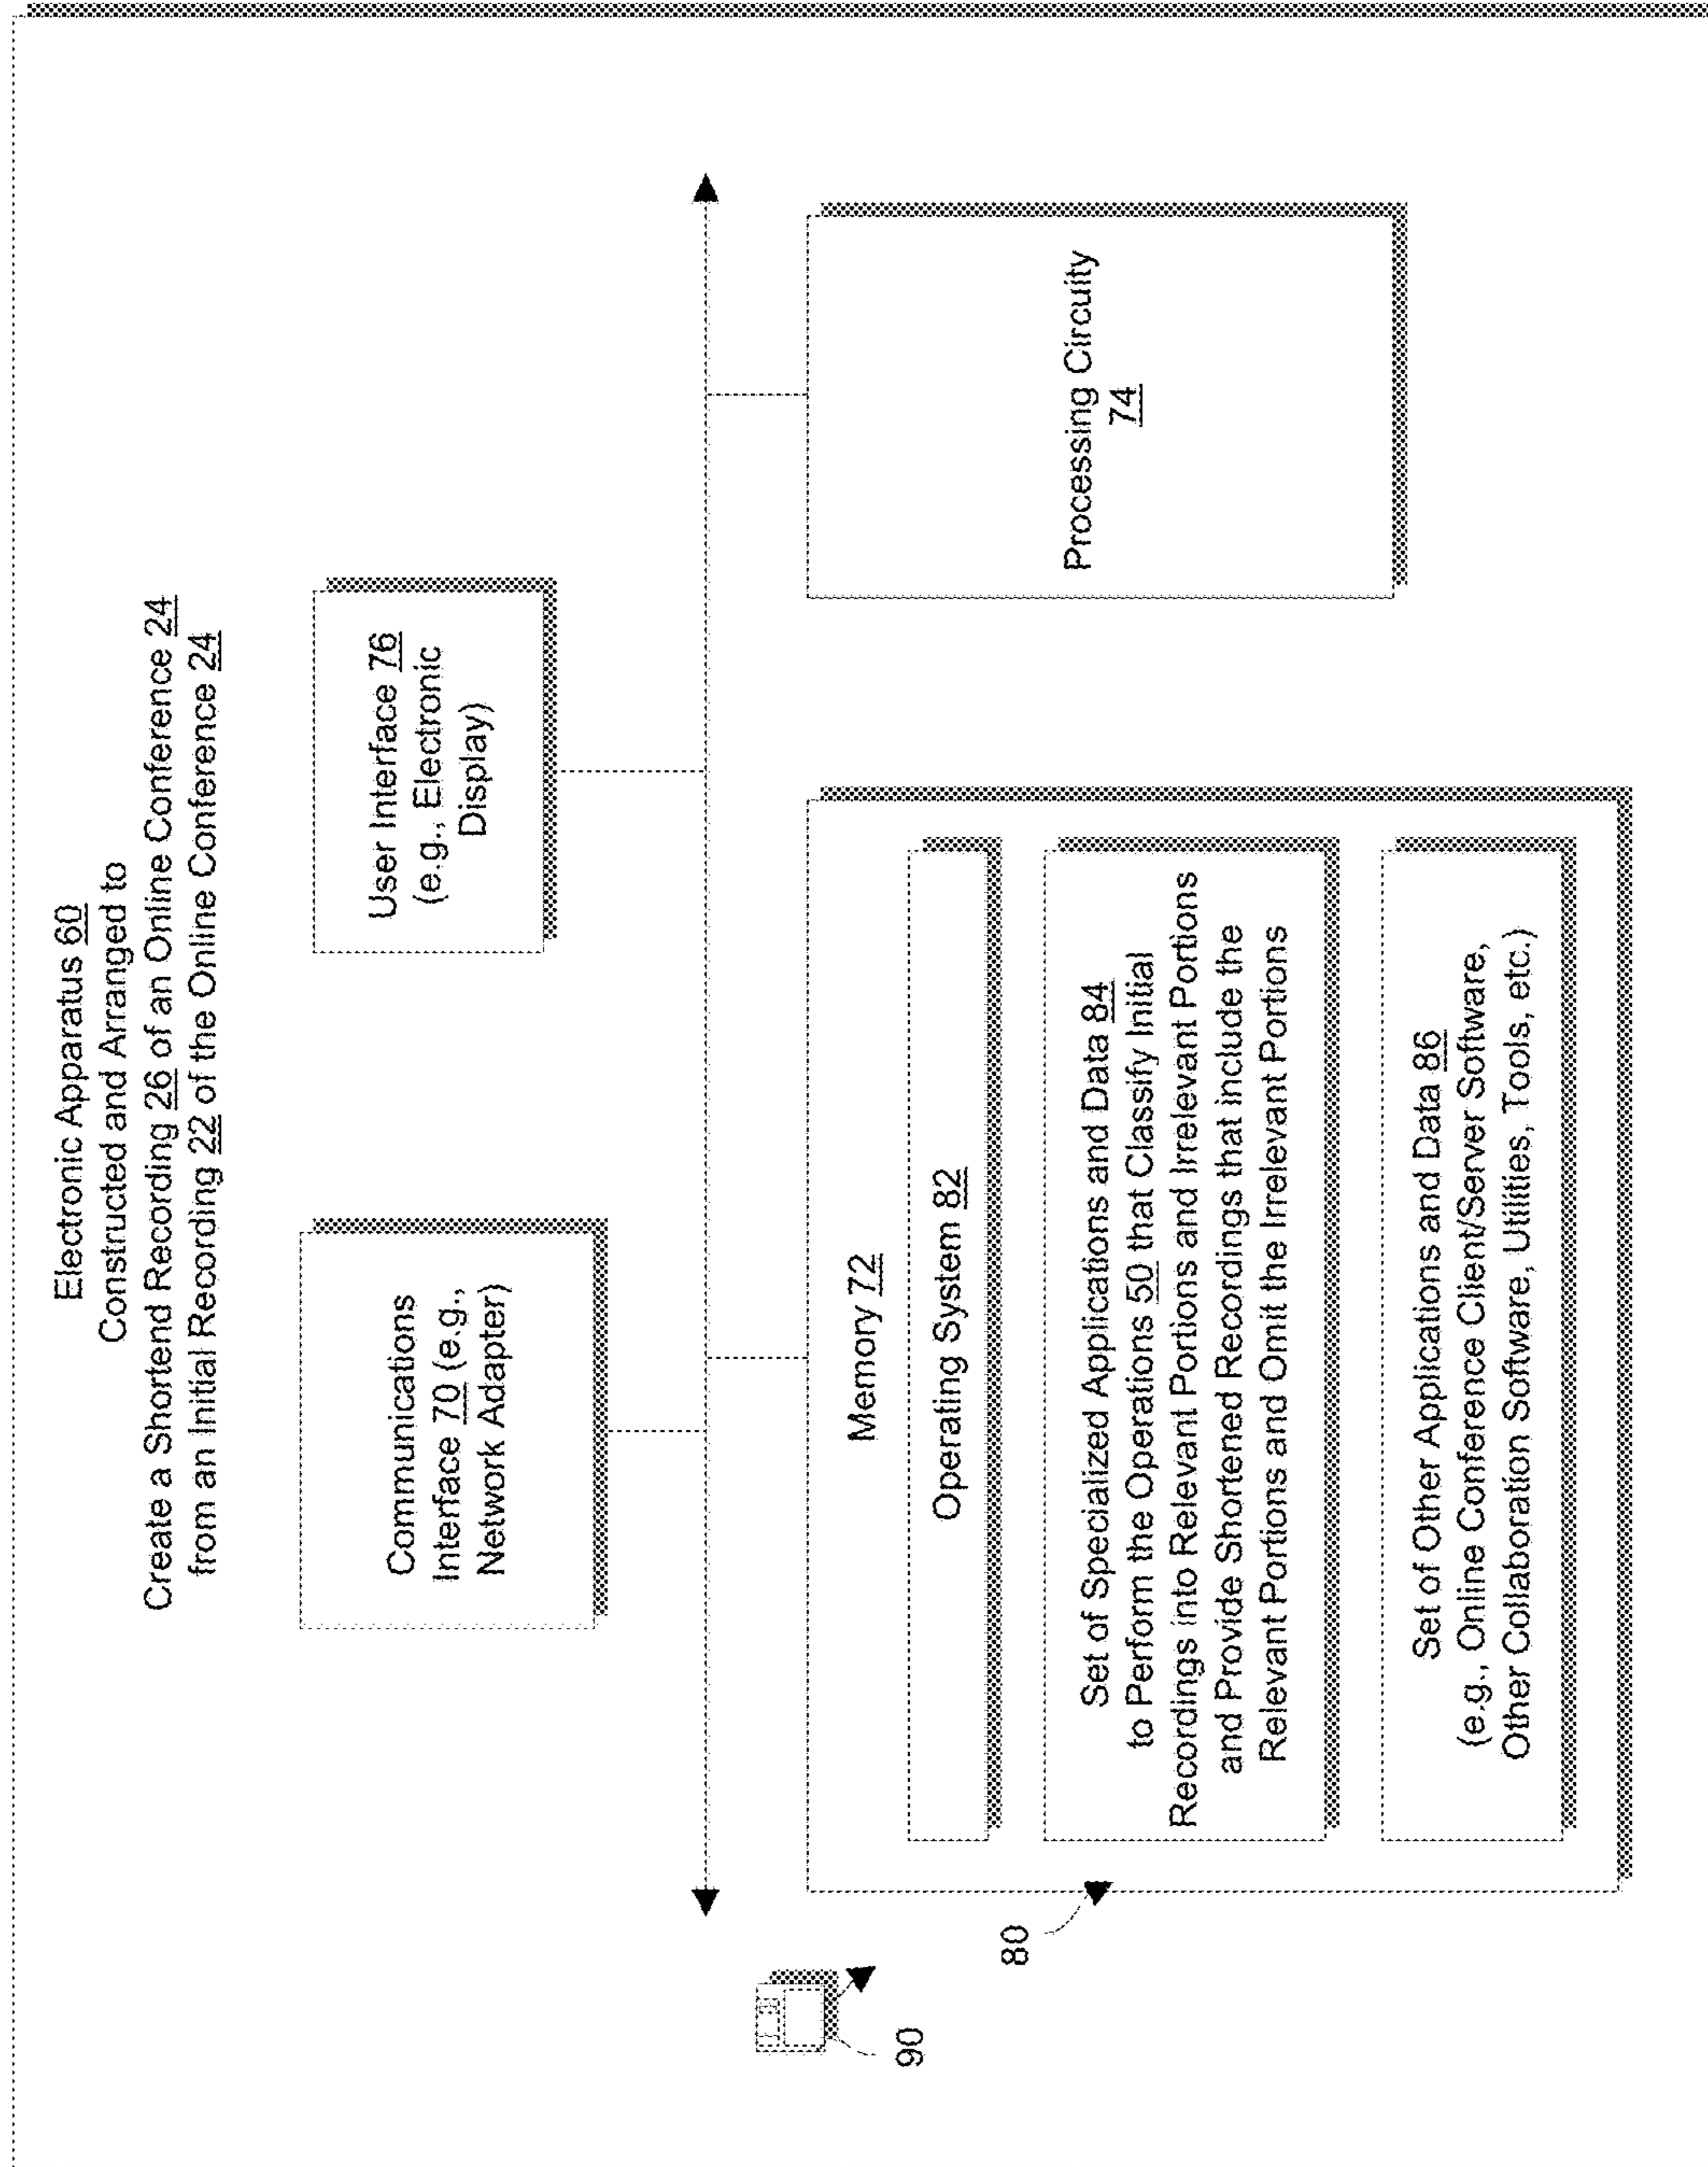 Electronic Apparatus 60
Constructed and Arranged to
Create a Shortend Recording 26 of an Online Conference 24
from an Initial Recording 22 of the Online Conference 24
Communications
Interface 70 (e.g.,
Network Adapter)
User Interface 76
(e.g., Electronic
Display)
Memory 72
Operating System 82
Set of Specialized Applications and Data 84
to Perform the Operations 50 that Classify Initial
Recordings into Relevant Portions and Irrelevant Portions
and Provide Shortened Recordings that include the
Relevant Portions and Omit the Irrelevant Portions
Set of Other Applications and Data 86
(e.g., Online Conference Client/Server Software,
Other Collaboration Software, Utilities, Tools, etc.)
Processing Circuity
74
80
90